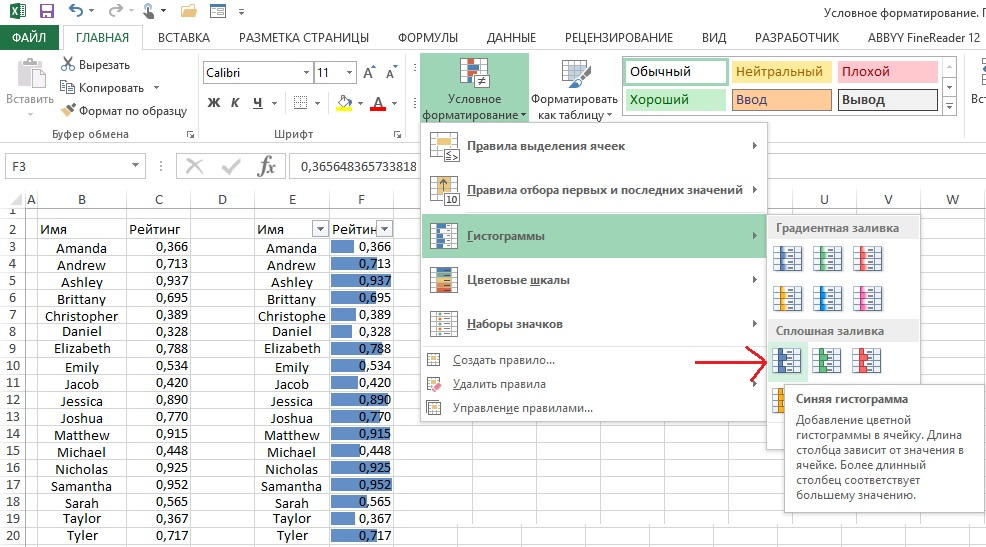 Условное форматирование. Г
ФАЙЛ ГЛАВНАЯ ВСТАВКА РАЗМЕТКА СТРАНИЦЫ ФОРМУЛЫ ДАННЫЕ РЕЦЕНЗИРОВАНИЕ ВИД РАЗРАБОТЧИК ABBYY FineReader 12
Вставить
Вырезать
Копировать
Формат по образцу
Буфер обмена
Calibri 11
Ж К Ч
Шрифт
Условное
форматирование
Форматировать
как таблицу
Обычный Нейтральный Плохой
Хороший Ввод Вывод
F3 0,365648365733818
Правила выделения ячеек
Правила отбора первых и последних значений
Гистограммы
Цветовые шкалы
Наборы значков
Создать правило...
Удалить правила
Управление правилами...
Градиентная заливка
Сплошная заливка
Синяя гистограмма
Добавление цветной
гистограммы в ячейку. Длина
столбца зависит от значения в
ячейке. Более длинный
столбец соответствует
большему значению.
A B C D E F U V W
1
2 Имя Рейтинг Имя Рейтин
3 Amanda 0,366 Amanda 0,366
4 Andrew 0,713 Andrew 0,713
5 Ashley 0,937 Ashley 0,937
6 Brittany 0,695 Brittany 0,695
7 Christopher 0,389 Christophe 0,389
8 Daniel 0,328 Daniel 0,328
9 Elizabeth 0,788 Elizabeth 0,788
10 Emily 0,534 Emily 0,534
11 Jacob 0,420 Jacob 0,420
12 Jessica 0,890 Jessica 0,890
13 Joshua 0,770 Joshua 0,770
14 Matthew 0,915 Matthew 0,915
15 Michael 0,448 Michael 0,448
16 Nicholas 0,925 Nicholas 0,925
17 Samantha 0,952 Samantha 0,952
18 Sarah 0,565 Sarah 0,565
19 Taylor 0,367 Taylor 0,367
20 Tyler 0,717 Tyler 0,717